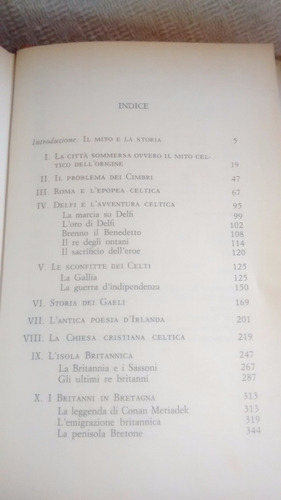 INDICE
Introduzione: IL MITO E LA STORIA 5
I. LA CITTÀ SOMMERSA OVVERO IL MITO CEL-
TICO DELL'ORIGINE 19
II. IL PROBLEMA DEI CIMBRI 47
III. ROMA E L'EPOPEA CELTICA 67
IV. DELFI E L'AVVENTURA CELTICA 95
La marcia su Delfi 99
L'oro di Delfi 102
Brenno il Benedetto 108
Il re degli ontani 114
Il sacrificio dell'eroe 120
V. LE SCONFITTE DEI CELTI 125
La Gallia 125
La guerra d'indipendenza 150
VI. STORIA DEI GAELI 169
VII. L'ANTICA POESIA D'IRLANDA 201
VIII. LA CHIESA CRISTIANA CELTICA 219
IX. L'ISOLA BRITANNICA 247
La Britannia e i Sassoni 267
Gli ultimi re britanni 287
X. I BRITANNI IN BRETAGNA 313
La leggenda di Conan Meriadek 313
L'emigrazione britannica 319
La penisola Bretone 344